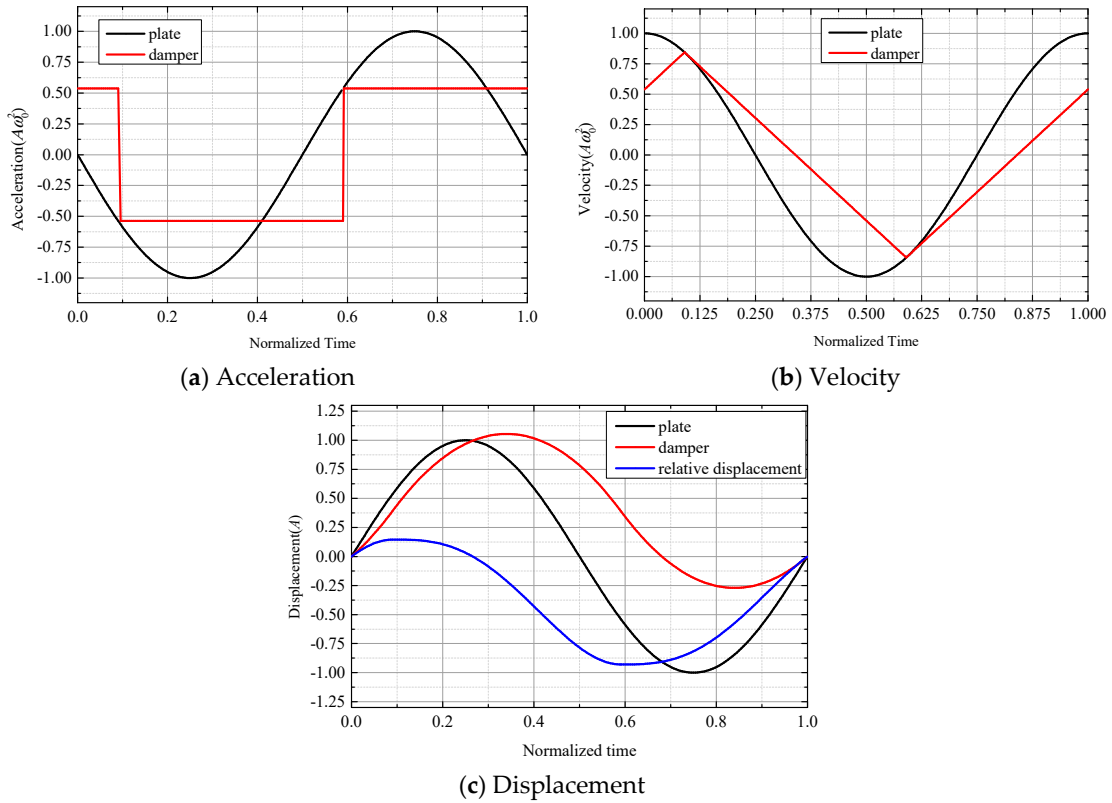 plate
damper
1.00
0.75
0.50
0.25
0.00
-0.25
-0.50
-0.75
-1.00
Acceleration(Aω₀²)
0.0 0.2 0.4 0.6 0.8 1.0
Normalized Time
(a) Acceleration
plate
damper
1.00
0.75
0.50
0.25
0.00
-0.25
-0.50
-0.75
-1.00
Velocity(Aω₀²)
0.000 0.125 0.250 0.375 0.500 0.625 0.750 0.875 1.000
Normalized Time
(b) Velocity
plate
damper
relative displacement
1.25
1.00
0.75
0.50
0.25
0.00
-0.25
-0.50
-0.75
-1.00
-1.25
Displacement(A)
0.0 0.2 0.4 0.6 0.8 1.0
Normalized time
(c) Displacement